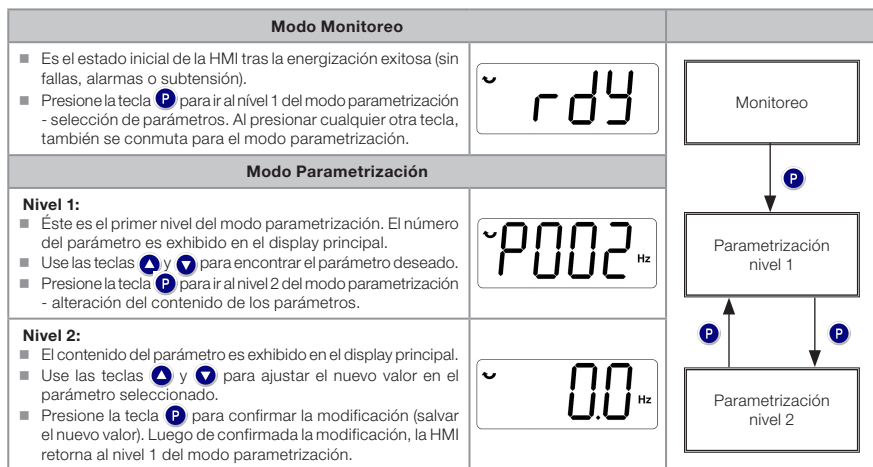 Modo Monitoreo
■ Es el estado inicial de la HMI tras la energización exitosa (sin
fallas, alarmas o subtensión).
■ Presione la tecla P para ir al nível 1 del modo parametrización
- selección de parámetros. Al presionar cualquier otra tecla,
también se conmuta para el modo parametrización.
rdy
Modo Parametrización
Nivel 1:
■ Éste es el primer nivel del modo parametrización. El número
del parámetro es exhibido en el display principal.
■ Use las teclas y para encontrar el parámetro deseado.
■ Presione la tecla P para ir al nivel 2 del modo parametrización
- alteración del contenido de los parámetros.
P002 Hz
Nivel 2:
■ El contenido del parámetro es exhibido en el display principal.
■ Use las teclas y para ajustar el nuevo valor en el
parámetro seleccionado.
■ Presione la tecla P para confirmar la modificación (salvar
el nuevo valor). Luego de confirmada la modificación, la HMI
retorna al nivel 1 del modo parametrización.
0.0 Hz
Monitoreo
P
Parametrización
nivel 1
P P
Parametrización
nivel 2